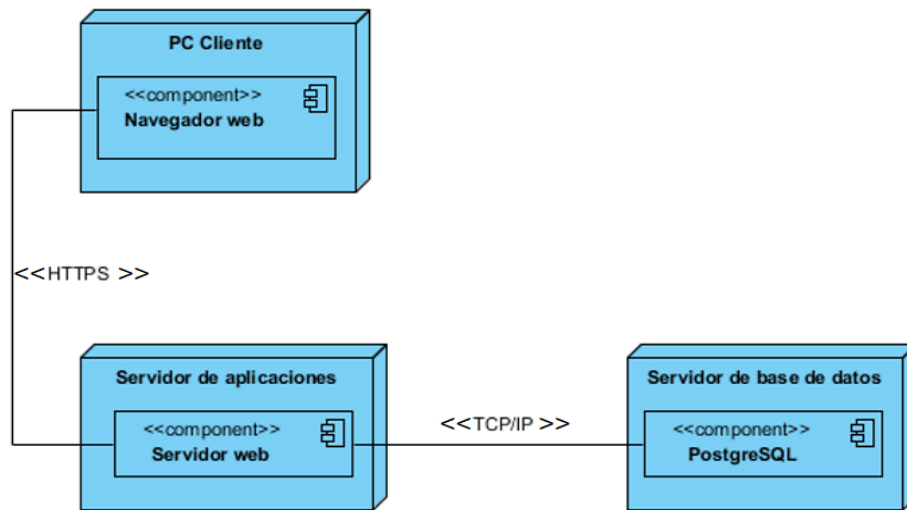 PC Cliente
<<component>>
Navegador web
<<HTTPS >>
Servidor de aplicaciones
<<component>>
Servidor web
<<TCP/IP >>
Servidor de base de datos
<<component>>
PostgreSQL